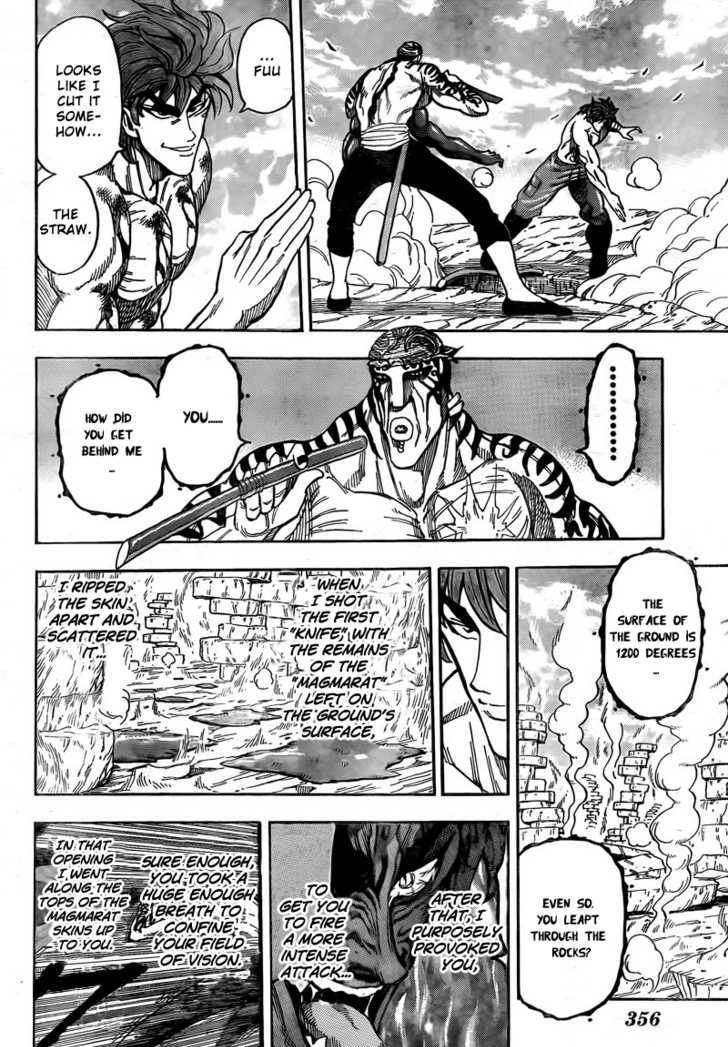 ...
FUU
LOOKS
LIKE I
CUT IT
SOME-
HOW...
THE
STRAW.
..........
YOU......
HOW DID
YOU GET
BEHIND ME
...
THE
SURFACE OF
THE GROUND IS
1200 DEGREES
...
EVEN SO.
YOU LEAPT
THROUGH THE
ROCKS?
WHEN
I SHOT
THE FIRST
"KNIFE," WITH
THE REMAINS
OF THE
"MAGMARAT"
LEFT ON
THE GROUND'S
SURFACE,
I RIPPED
THE SKIN
APART AND
SCATTERED
IT...
AFTER
THAT, I
PURPOSELY
PROVOKED
YOU,
TO
GET YOU
TO FIRE
A MORE
INTENSE
ATTACK...
SURE ENOUGH,
YOU TOOK A
HUGE ENOUGH
BREATH TO
CONFINE
YOUR FIELD
OF VISION.
IN THAT
OPENING
I WENT
ALONG THE
TOPS OF THE
MAGMARAT
SKINS UP
TO YOU.
356